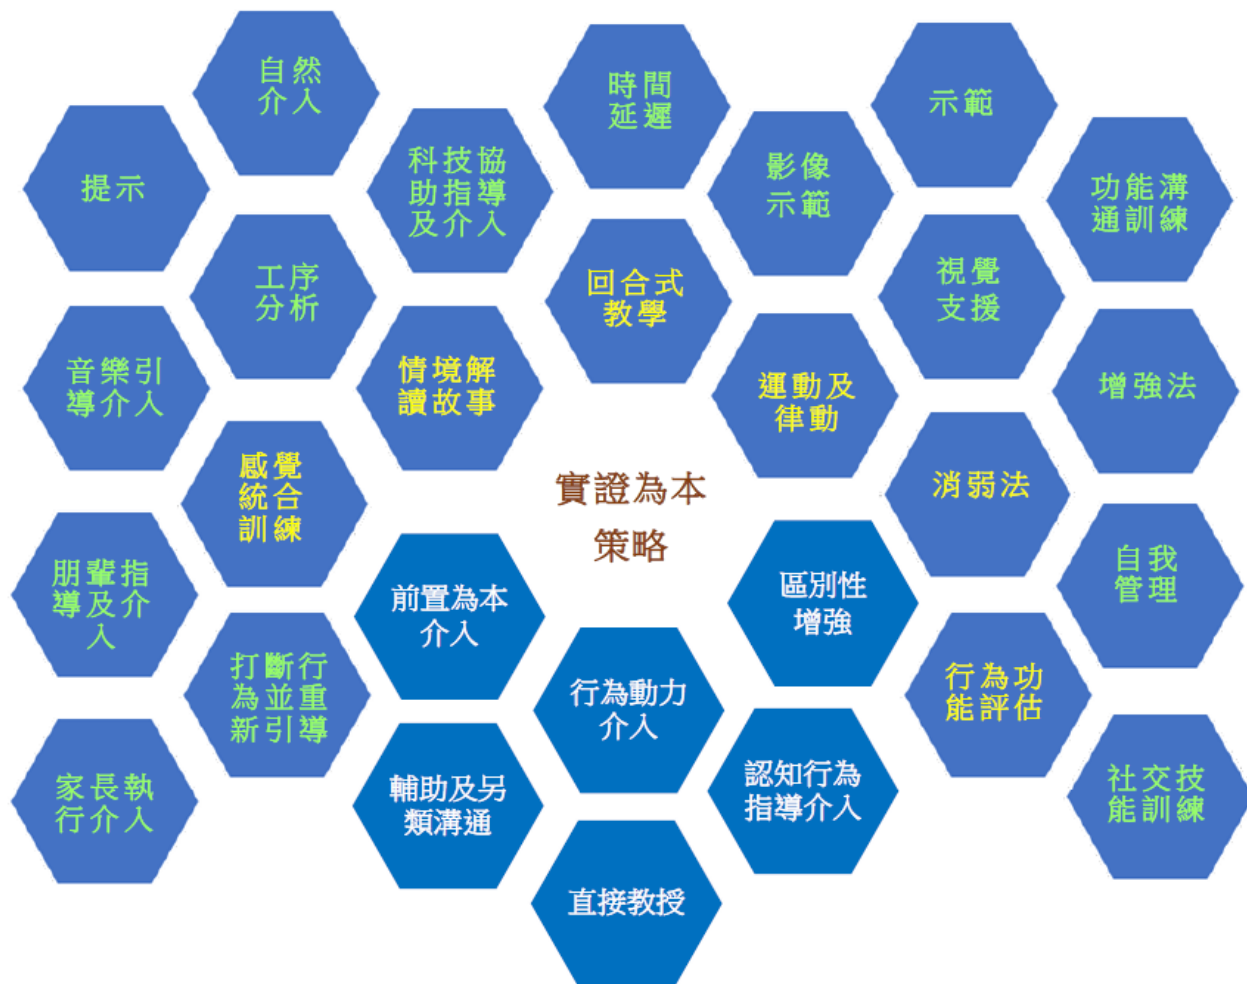 自然
介入
時間
延遲
示範
提示
科技協
助指導
及介入
影像
示範
功能溝
通訓練
工序
分析
回合式
教學
視覺
支援
音樂引
導介入
情境解
讀故事
運動及
律動
增強法
感覺
統合
訓練
實證為本
策略
消弱法
朋輩指
導及介
入
前置為本
介入
區別性
增強
自我
管理
打斷行
為並重
新引導
行為動力
介入
行為功
能評估
家長執
行介入
輔助及另
類溝通
認知行為
指導介入
社交技
能訓練
直接教授